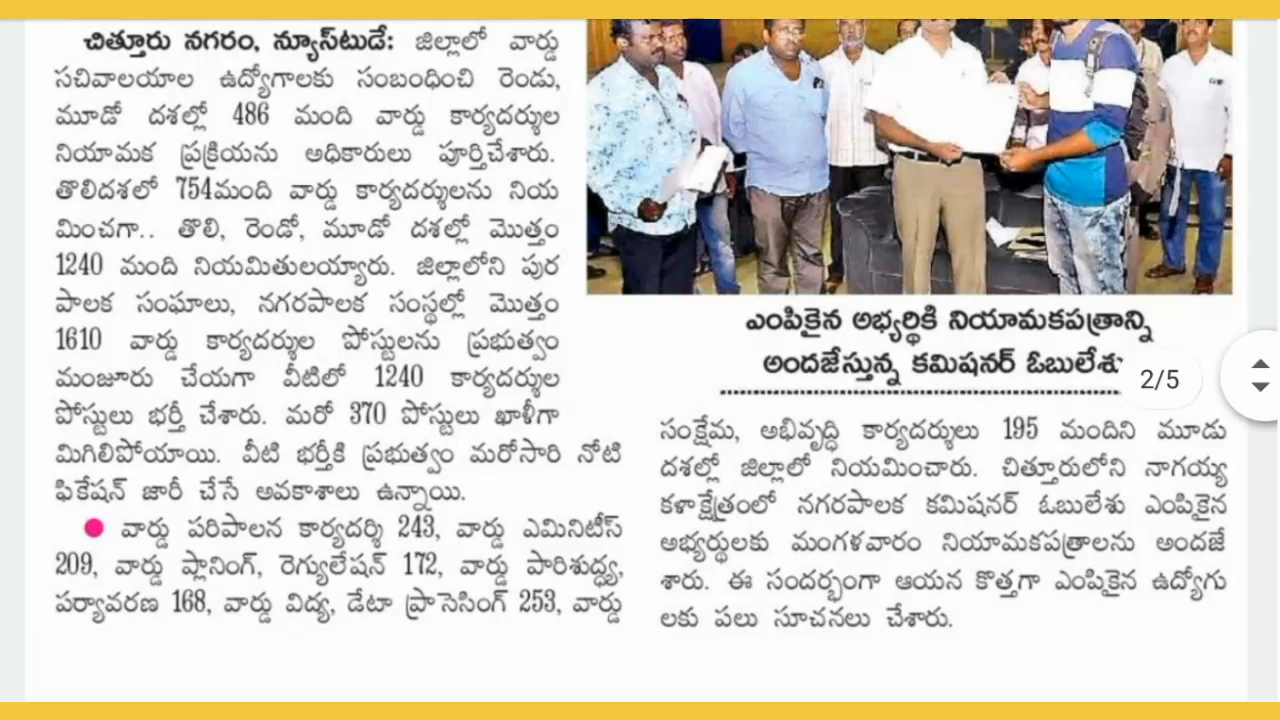 చిత్తూరు నగరం, న్యూస్‌టుడే: జిల్లాలో వార్డు
సచివాలయాల ఉద్యోగాలకు సంబంధించి రెండు,
మూడో దశల్లో 486 మంది వార్డు కార్యదర్శుల
నియామక ప్రక్రియను అధికారులు పూర్తిచేశారు.
తొలిదశలో 754మంది వార్డు కార్యదర్శులను నియ
మించగా.. తొలి, రెండో, మూడో దశల్లో మొత్తం
1240 మంది నియమితులయ్యారు. జిల్లాలోని పుర
పాలక సంఘాలు, నగరపాలక సంస్థల్లో మొత్తం
1610 వార్డు కార్యదర్శుల పోస్టులను ప్రభుత్వం
మంజూరు చేయగా వీటిలో 1240 కార్యదర్శుల
పోస్టులు భర్తీ చేశారు. మరో 370 పోస్టులు ఖాళీగా
మిగిలిపోయాయి. వీటి భర్తీకి ప్రభుత్వం మరోసారి నోటి
ఫికేషన్ జారీ చేసే అవకాశాలు ఉన్నాయి.
● వార్డు పరిపాలన కార్యదర్శి 243, వార్డు ఎమినిటీస్
209, వార్డు ప్లానింగ్, రెగ్యులేషన్ 172, వార్డు పారిశుద్ధ్య,
పర్యావరణ 168, వార్డు విద్య, డేటా ప్రాసెసింగ్ 253, వార్డు
ఎంపికైన అభ్యర్థికి నియామకపత్రాన్ని
అందజేస్తున్న కమిషనర్ ఓబులేశు
2/5
సంక్షేమ, అభివృద్ధి కార్యదర్శులు 195 మందిని మూడు
దశల్లో జిల్లాలో నియమించారు. చిత్తూరులోని నాగయ్య
కళాక్షేత్రంలో నగరపాలక కమిషనర్ ఓబులేశు ఎంపికైన
అభ్యర్థులకు మంగళవారం నియామకపత్రాలను అందజే
శారు. ఈ సందర్భంగా ఆయన కొత్తగా ఎంపికైన ఉద్యోగు
లకు పలు సూచనలు చేశారు.